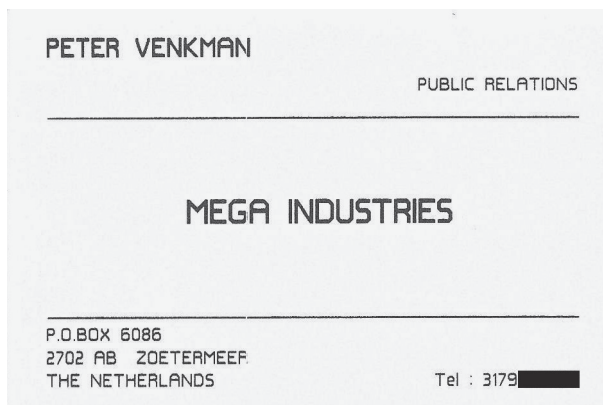 PETER VENKMAN
PUBLIC RELATIONS
MEGA INDUSTRIES
P.O.BOX 6086
2702 AB ZOETERMEER
THE NETHERLANDS
Tel : 3179